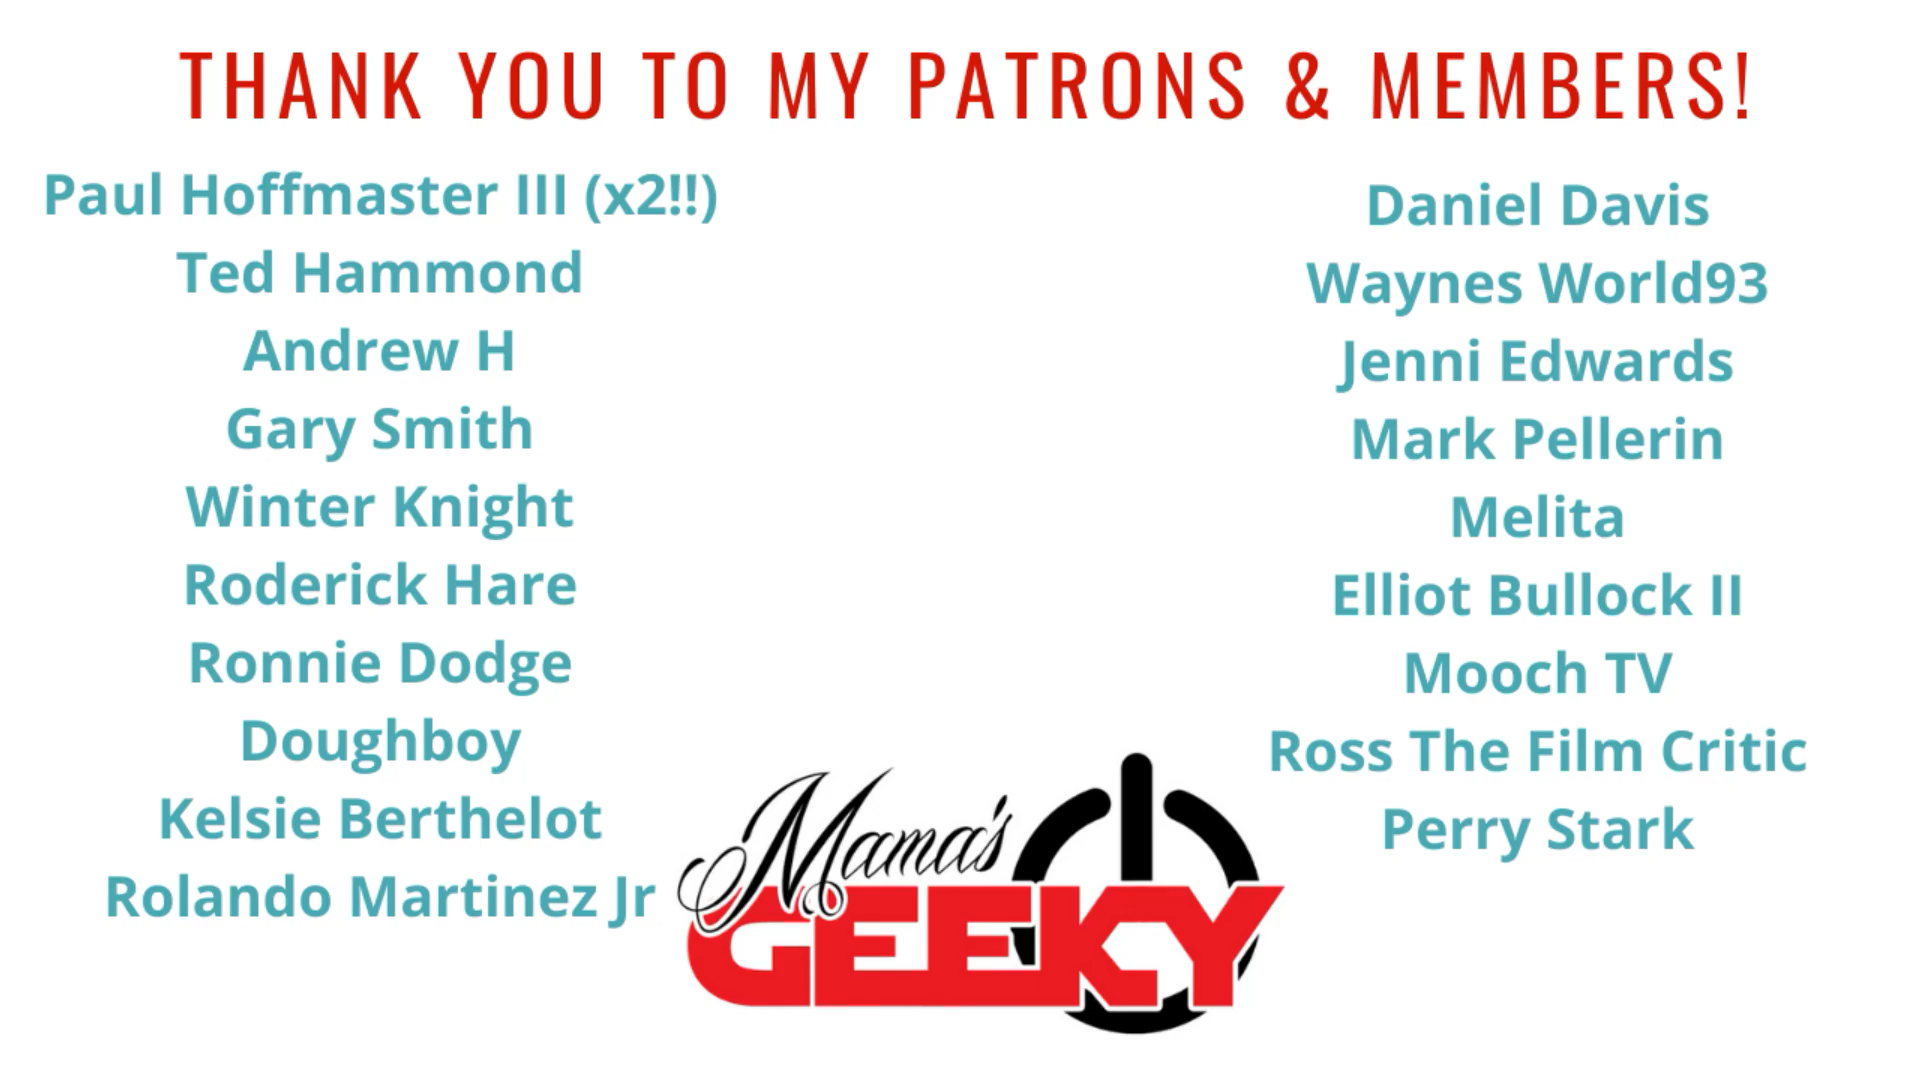 THANK YOU TO MY PATRONS & MEMBERS!
Paul Hoffmaster III (x2!!)
Ted Hammond
Andrew H
Gary Smith
Winter Knight
Roderick Hare
Ronnie Dodge
Doughboy
Kelsie Berthelot
Rolando Martinez Jr
Daniel Davis
Waynes World93
Jenni Edwards
Mark Pellerin
Melita
Elliot Bullock II
Mooch TV
Ross The Film Critic
Perry Stark
Mama's
GEEKY